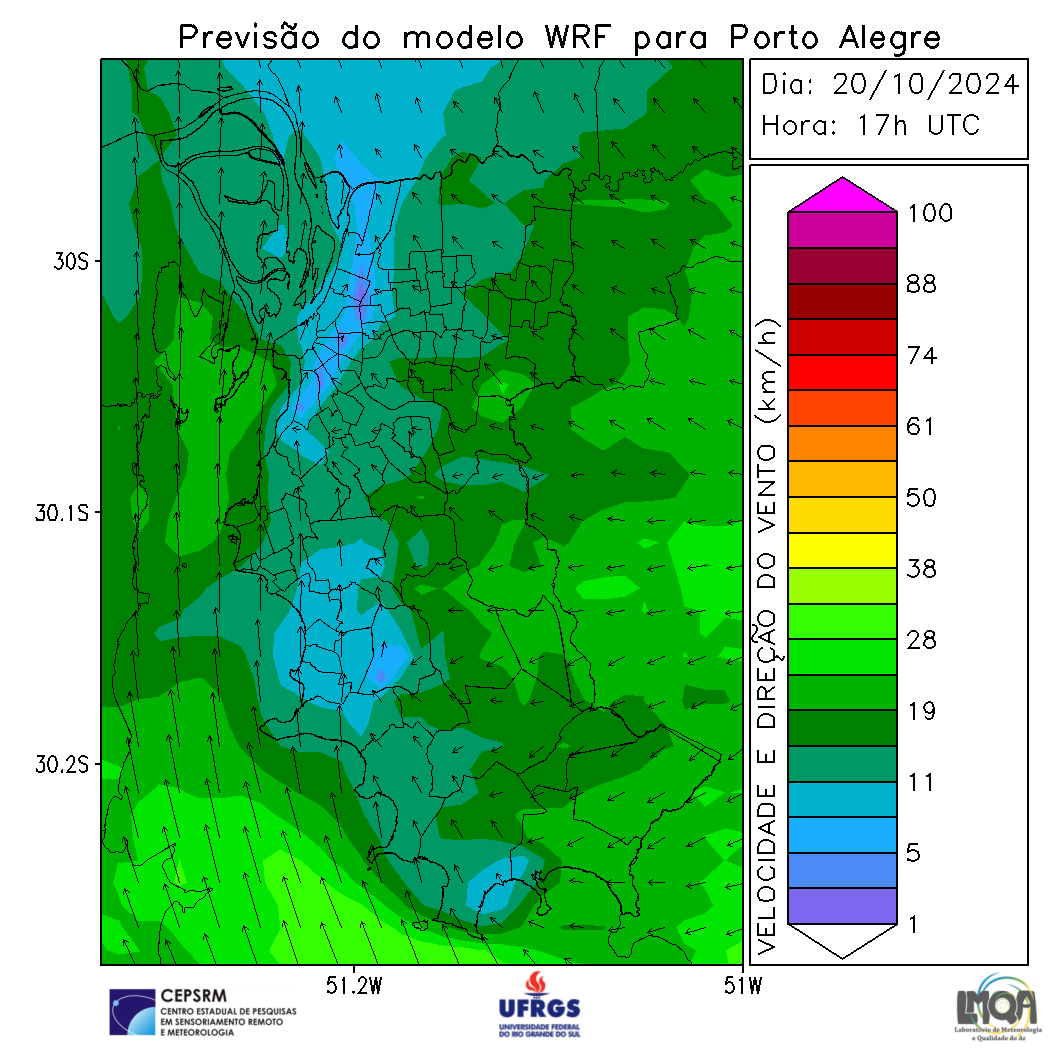 Previsão do modelo WRF para Porto Alegre
Dia: 20/10/2024
Hora: 17h UTC
30S
30.1S
30.2S
51.2W
51W
VELOCIDADE E DIREÇÃO DO VENTO (km/h)
100
88
74
61
50
38
28
19
11
5
1
CEPSRM
CENTRO ESTADUAL DE PESQUISAS
EM SENSORIAMENTO REMOTO
E METEOROLOGIA
UFRGS
UNIVERSIDADE FEDERAL
DO RIO GRANDE DO SUL
LMQA
Laboratório de Meteorologia
e Qualidade do Ar